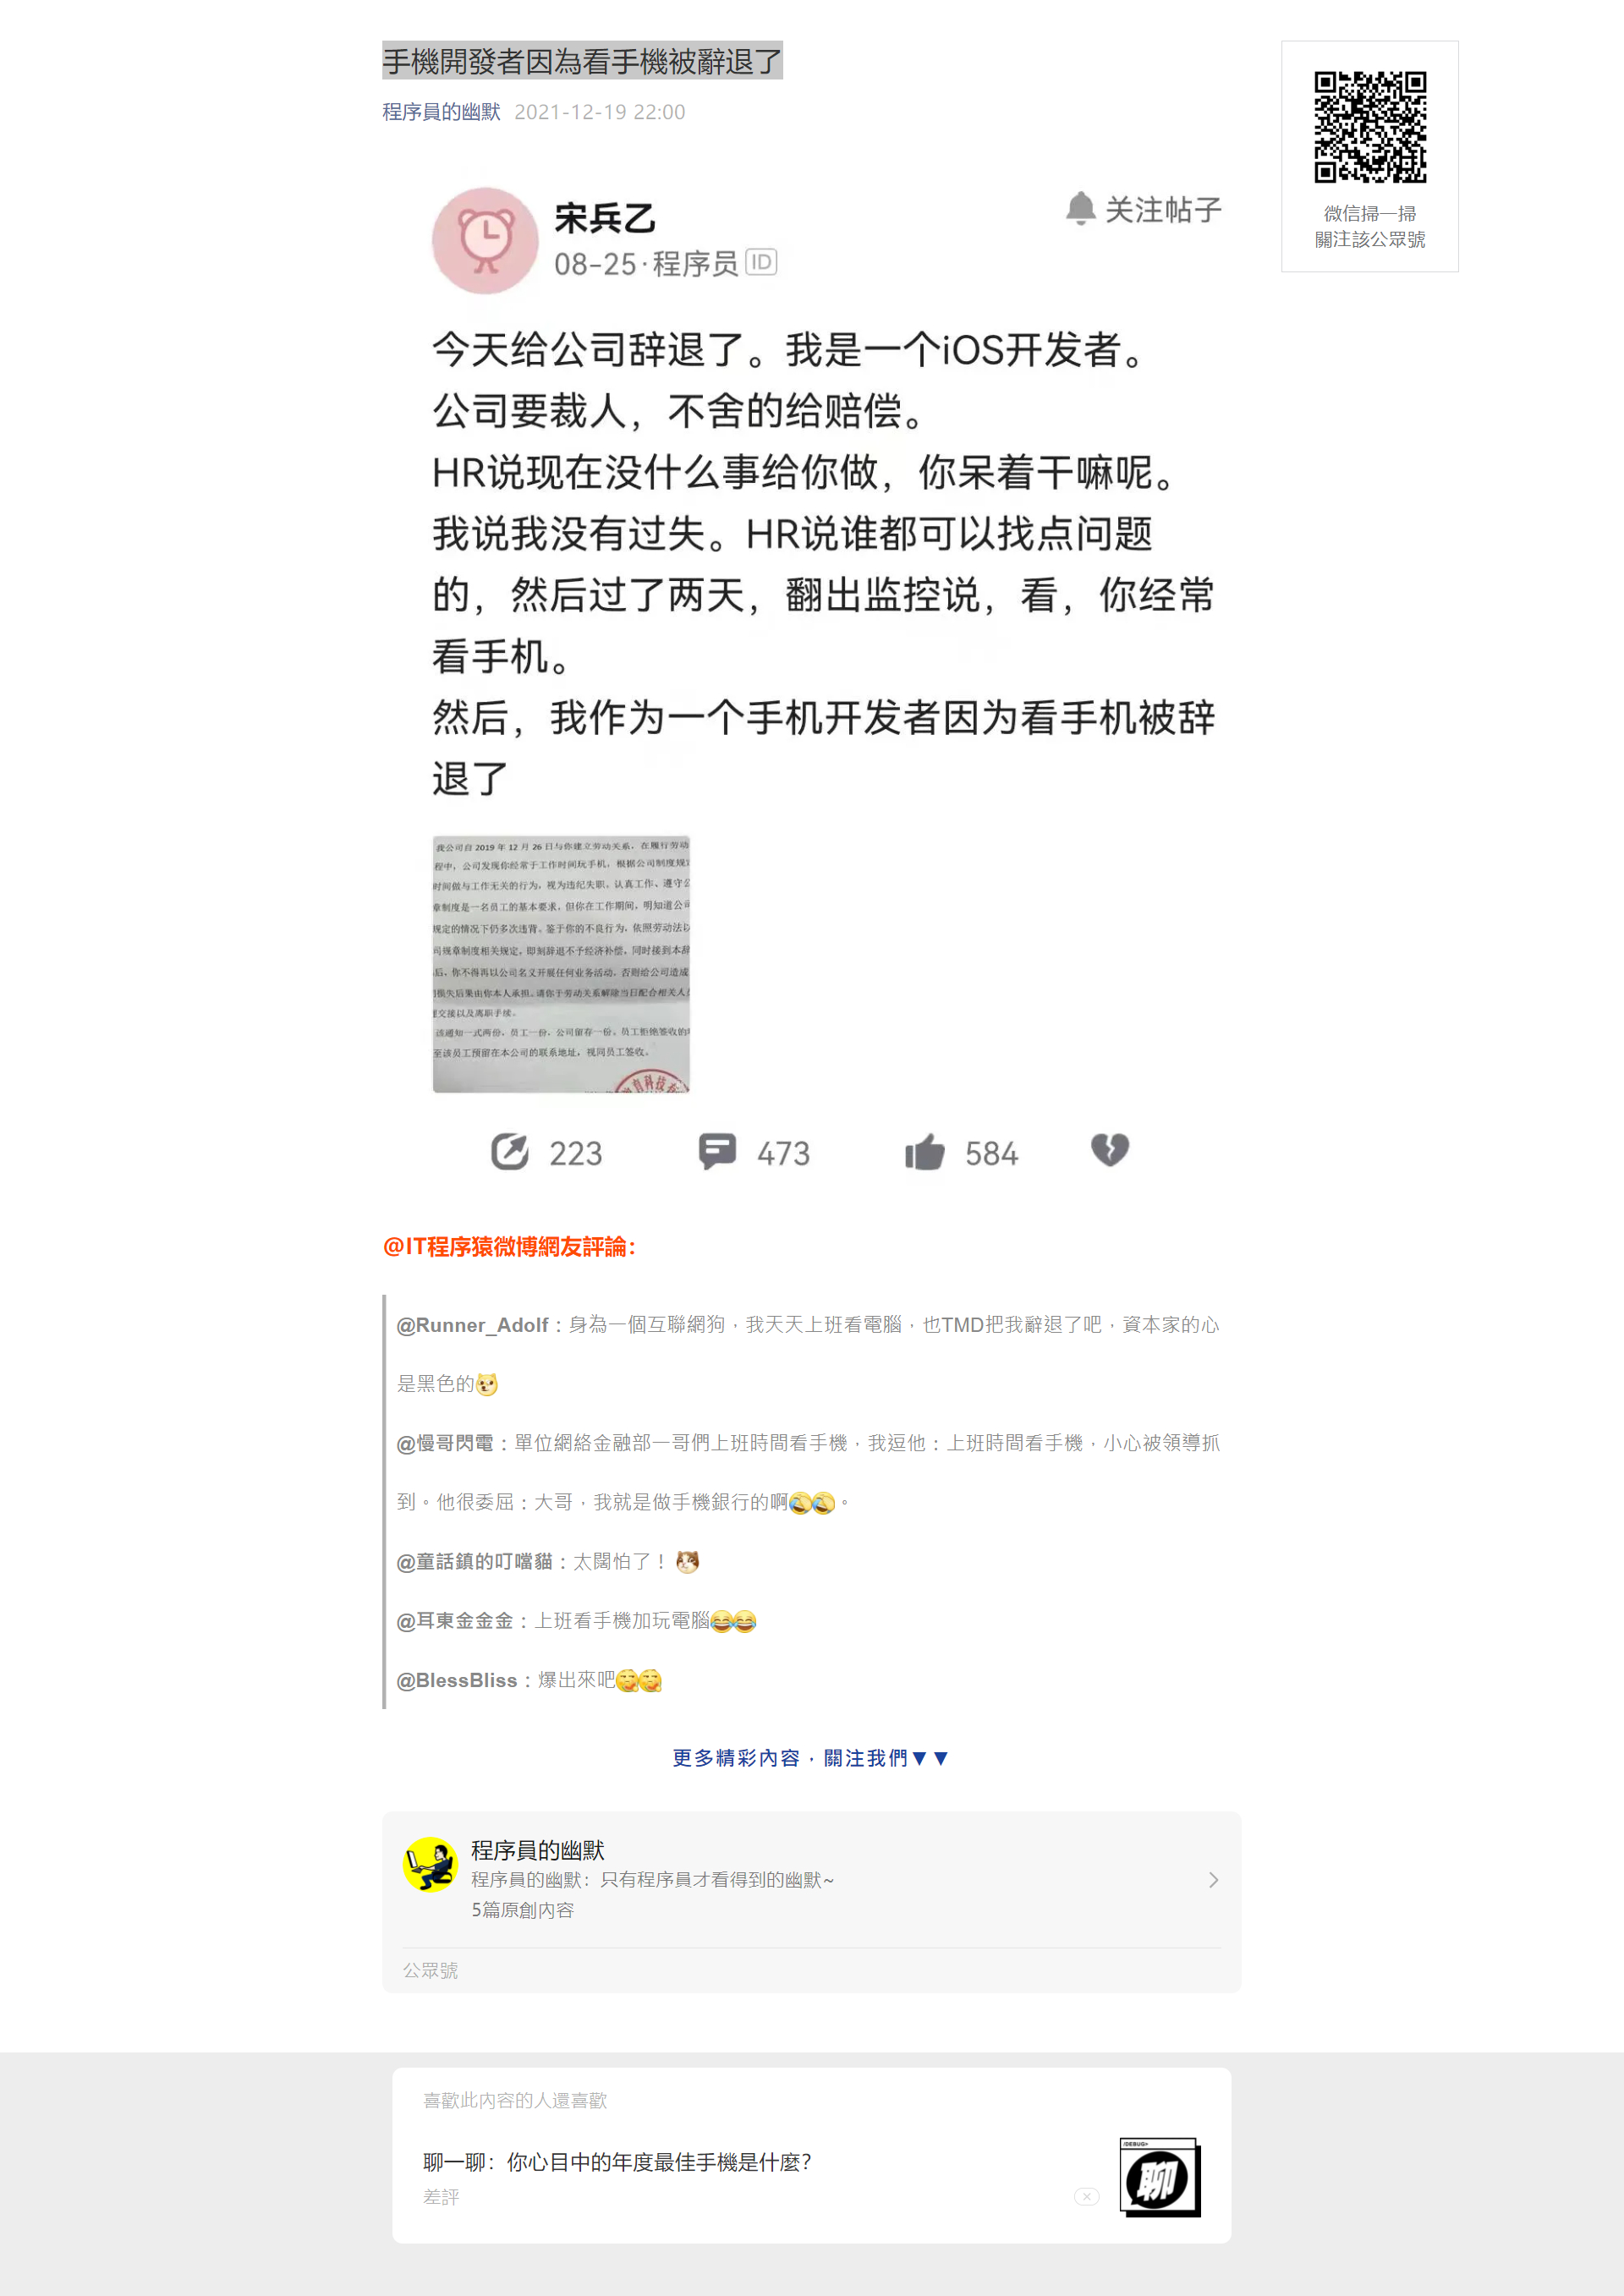 手機開發者因為看手機被辭退了
程序員的幽默 2021-12-19 22:00
微信掃一掃
關注該公眾號
宋兵乙
08-25·程序员 ID
关注帖子
今天给公司辞退了。我是一个iOS开发者。
公司要裁人，不舍的给赔偿。
HR说现在没什么事给你做，你呆着干嘛呢。
我说我没有过失。HR说谁都可以找点问题
的，然后过了两天，翻出监控说，看，你经常
看手机。
然后，我作为一个手机开发者因为看手机被辞
退了
我公司自 2019 年 12 月 26 日与你建立劳动关系，在履行劳动
程中，公司发现你经常于工作时间玩手机，根据公司制度规
时间做与工作无关的行为，视为违纪失职，认真工作、遵守公
章制度是一名员工的基本要求，但你在工作期间，明知道公司
规定的情况下仍多次违背。鉴于你的不良行为，依照劳动法以
司规章制度相关规定，即刻辞退不予经济补偿，同时接到本辞
后，你不得再以公司名义开展任何业务活动，否则给公司造成
损失后果由你本人承担。请你于劳动关系解除当日配合相关人员
交接以及离职手续。
该通知一式两份，员工一份，公司留存一份，员工拒绝签收的
至该员工预留在本公司的联系地址，视同员工签收。
育科技有
223 473 584
@IT程序猿微博網友評論：
@Runner_Adolf：身為一個互聯網狗，我天天上班看電腦，也TMD把我辭退了吧，資本家的心
是黑色的
@慢哥閃電：單位網絡金融部一哥們上班時間看手機，我逗他：上班時間看手機，小心被領導抓
到。他很委屈：大哥，我就是做手機銀行的啊。
@童話鎮的叮噹貓：太闊怕了！
@耳東金金金：上班看手機加玩電腦
@BlessBliss：爆出來吧
更多精彩內容，關注我們▼▼
程序員的幽默
程序員的幽默：只有程序員才看得到的幽默~
5篇原創內容
公眾號
喜歡此內容的人還喜歡
聊一聊：你心目中的年度最佳手機是什麼？
差評
/DEBUG>
聊